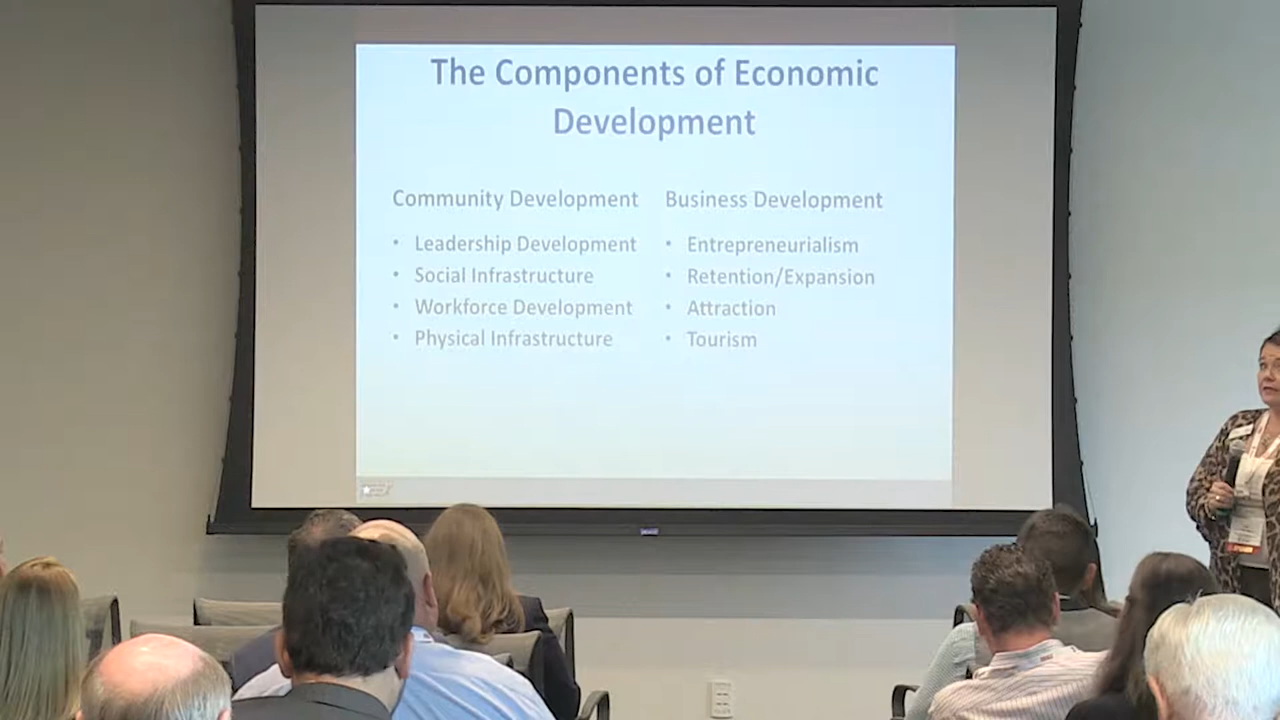 The Components of Economic
Development
Community Development
• Leadership Development
• Social Infrastructure
• Workforce Development
• Physical Infrastructure
Business Development
• Entrepreneurialism
• Retention/Expansion
• Attraction
• Tourism